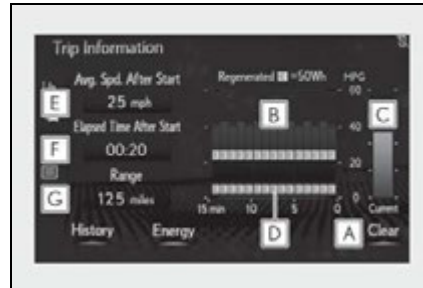 Trip Information
Avg. Spd. After Start
25 mph
Elapsed Time After Start
00:20
Range
125 miles
History
Energy
Regenerated E =50Wh
MPG
60
40
20
0
15 min 10 5 0
Current
Clear
E
F
G
B
C
D
A